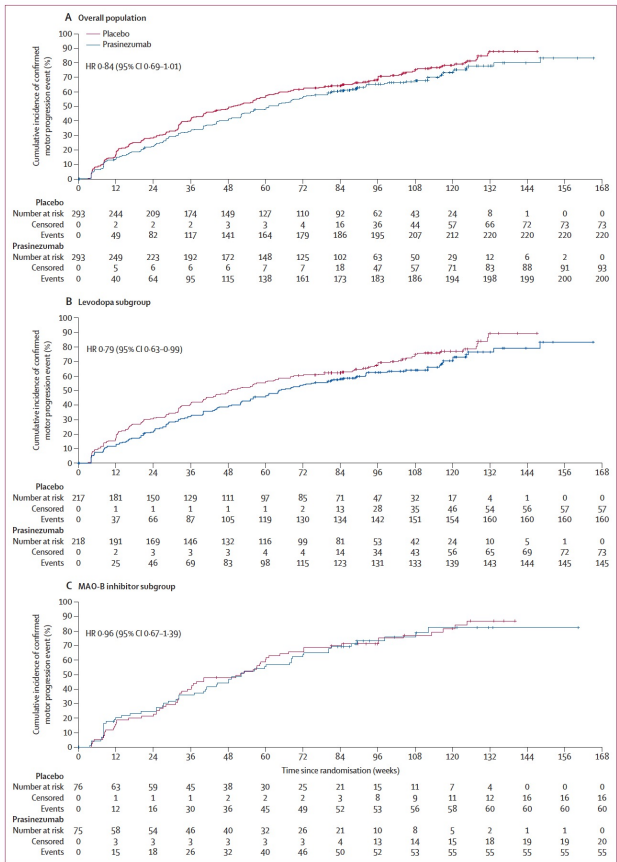 A Overall population
Placebo
Prasinezumab
HR 0·84 (95% CI 0·69–1·01)
Cumulative incidence of confirmed
motor progression event (%)
100
90
80
70
60
50
40
30
20
10
0
0 12 24 36 48 60 72 84 96 108 120 132 144 156 168
Placebo
Number at risk 293 244 209 174 149 127 110 92 62 43 24 8 1 0 0
Censored 0 2 2 2 3 3 4 16 36 44 57 66 72 73 73
Events 0 49 82 117 141 164 179 186 195 207 212 220 220 220 220
Prasinezumab
Number at risk 293 249 223 192 172 148 125 102 63 50 29 12 6 2 0
Censored 0 5 6 6 6 7 7 18 47 57 71 83 88 91 93
Events 0 40 64 95 115 138 161 173 183 186 194 198 199 200 200
B Levodopa subgroup
HR 0·79 (95% CI 0·63–0·99)
Cumulative incidence of confirmed
motor progression event (%)
100
90
80
70
60
50
40
30
20
10
0
0 12 24 36 48 60 72 84 96 108 120 132 144 156 168
Placebo
Number at risk 217 181 150 129 111 97 85 71 47 32 17 4 1 0 0
Censored 0 1 1 1 1 2 2 13 28 35 46 54 56 57 57
Events 0 37 66 87 105 119 130 134 142 151 154 160 160 160 160
Prasinezumab
Number at risk 218 191 169 146 132 116 99 81 53 42 24 10 5 1 0
Censored 0 2 3 3 3 4 4 14 34 43 56 65 69 72 73
Events 0 25 46 69 83 98 115 123 131 133 139 143 144 145 145
C MAO-B inhibitor subgroup
HR 0·96 (95% CI 0·67–1·39)
Cumulative incidence of confirmed
motor progression event (%)
100
90
80
70
60
50
40
30
20
10
0
0 12 24 36 48 60 72 84 96 108 120 132 144 156 168
Time since randomisation (weeks)
Placebo
Number at risk 76 63 59 45 38 30 25 21 15 11 7 4 0 0 0
Censored 0 1 1 1 2 2 2 3 8 9 11 12 16 16 16
Events 0 12 16 30 36 45 49 52 53 56 58 60 60 60 60
Prasinezumab
Number at risk 75 58 54 46 40 32 26 21 10 8 5 2 1 1 0
Censored 0 3 3 3 3 3 3 4 13 14 15 18 19 19 20
Events 0 15 18 26 32 40 46 50 52 53 55 55 55 55 55